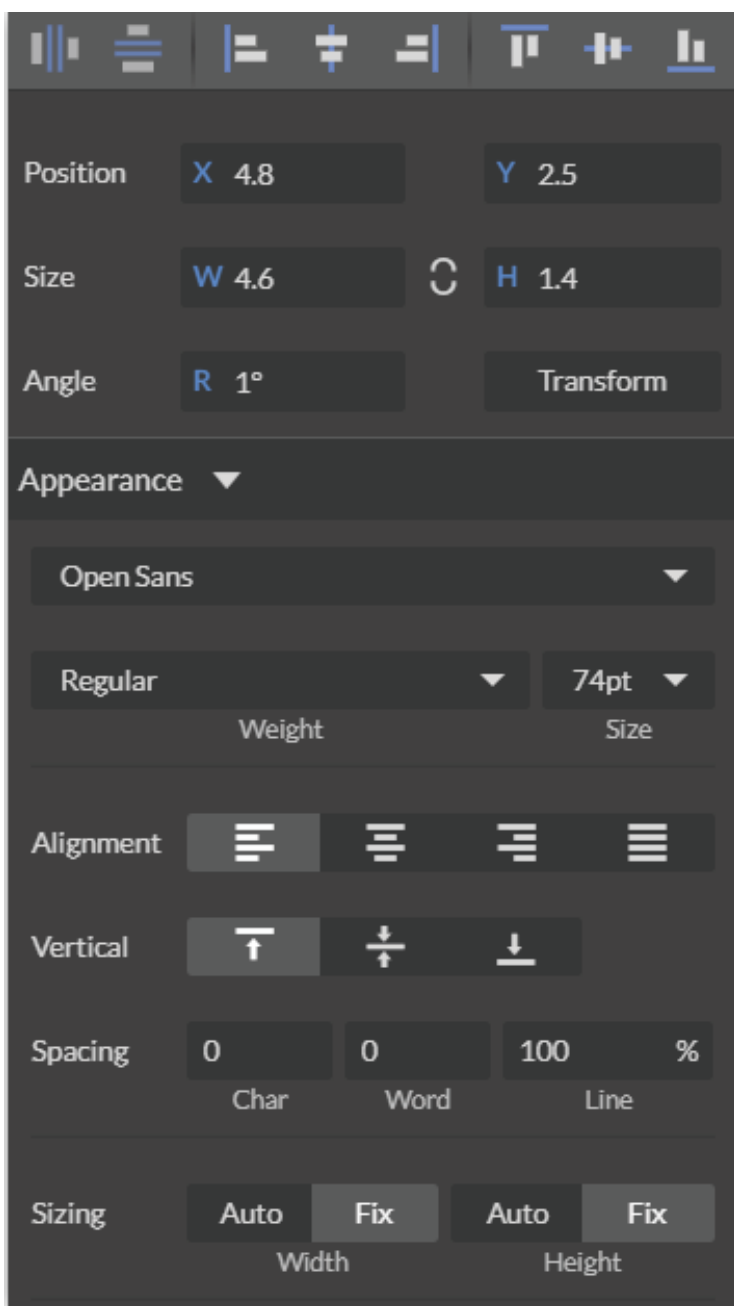 Position X 4.8 Y 2.5
Size W 4.6 H 1.4
Angle R 1° Transform
Appearance
Open Sans
Regular 74pt
Weight Size
Alignment
Vertical
Spacing 0 0 100 %
Char Word Line
Sizing Auto Fix Auto Fix
Width Height